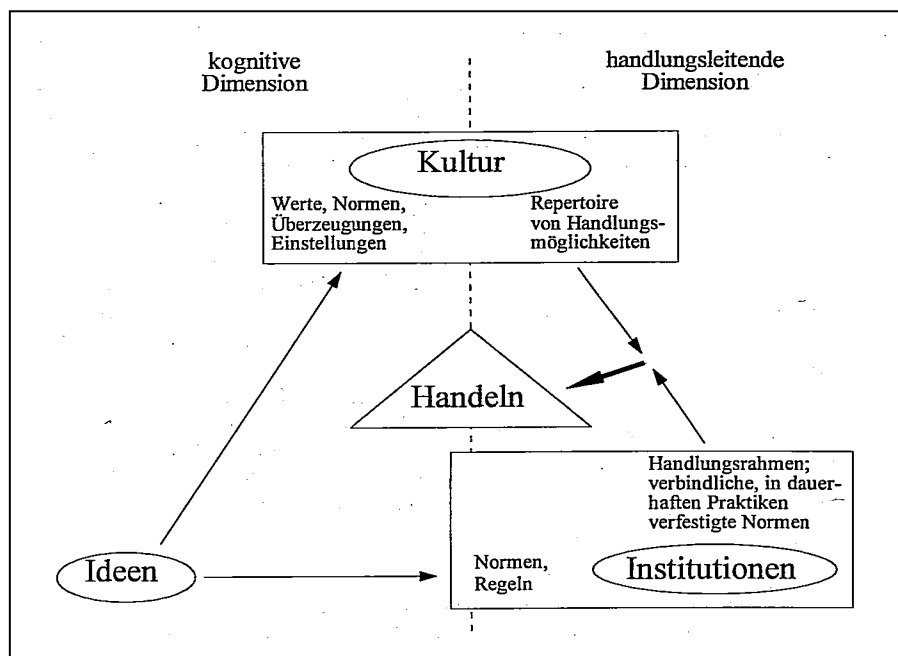 kognitive
Dimension
handlungsleitende
Dimension
Kultur
Werte, Normen,
Überzeugungen,
Einstellungen
Repertoire
von Handlungs-
möglichkeiten
Handeln
Handlungsrahmen;
verbindliche, in dauer-
haften Praktiken
verfestigte Normen
Ideen
Normen,
Regeln
Institutionen